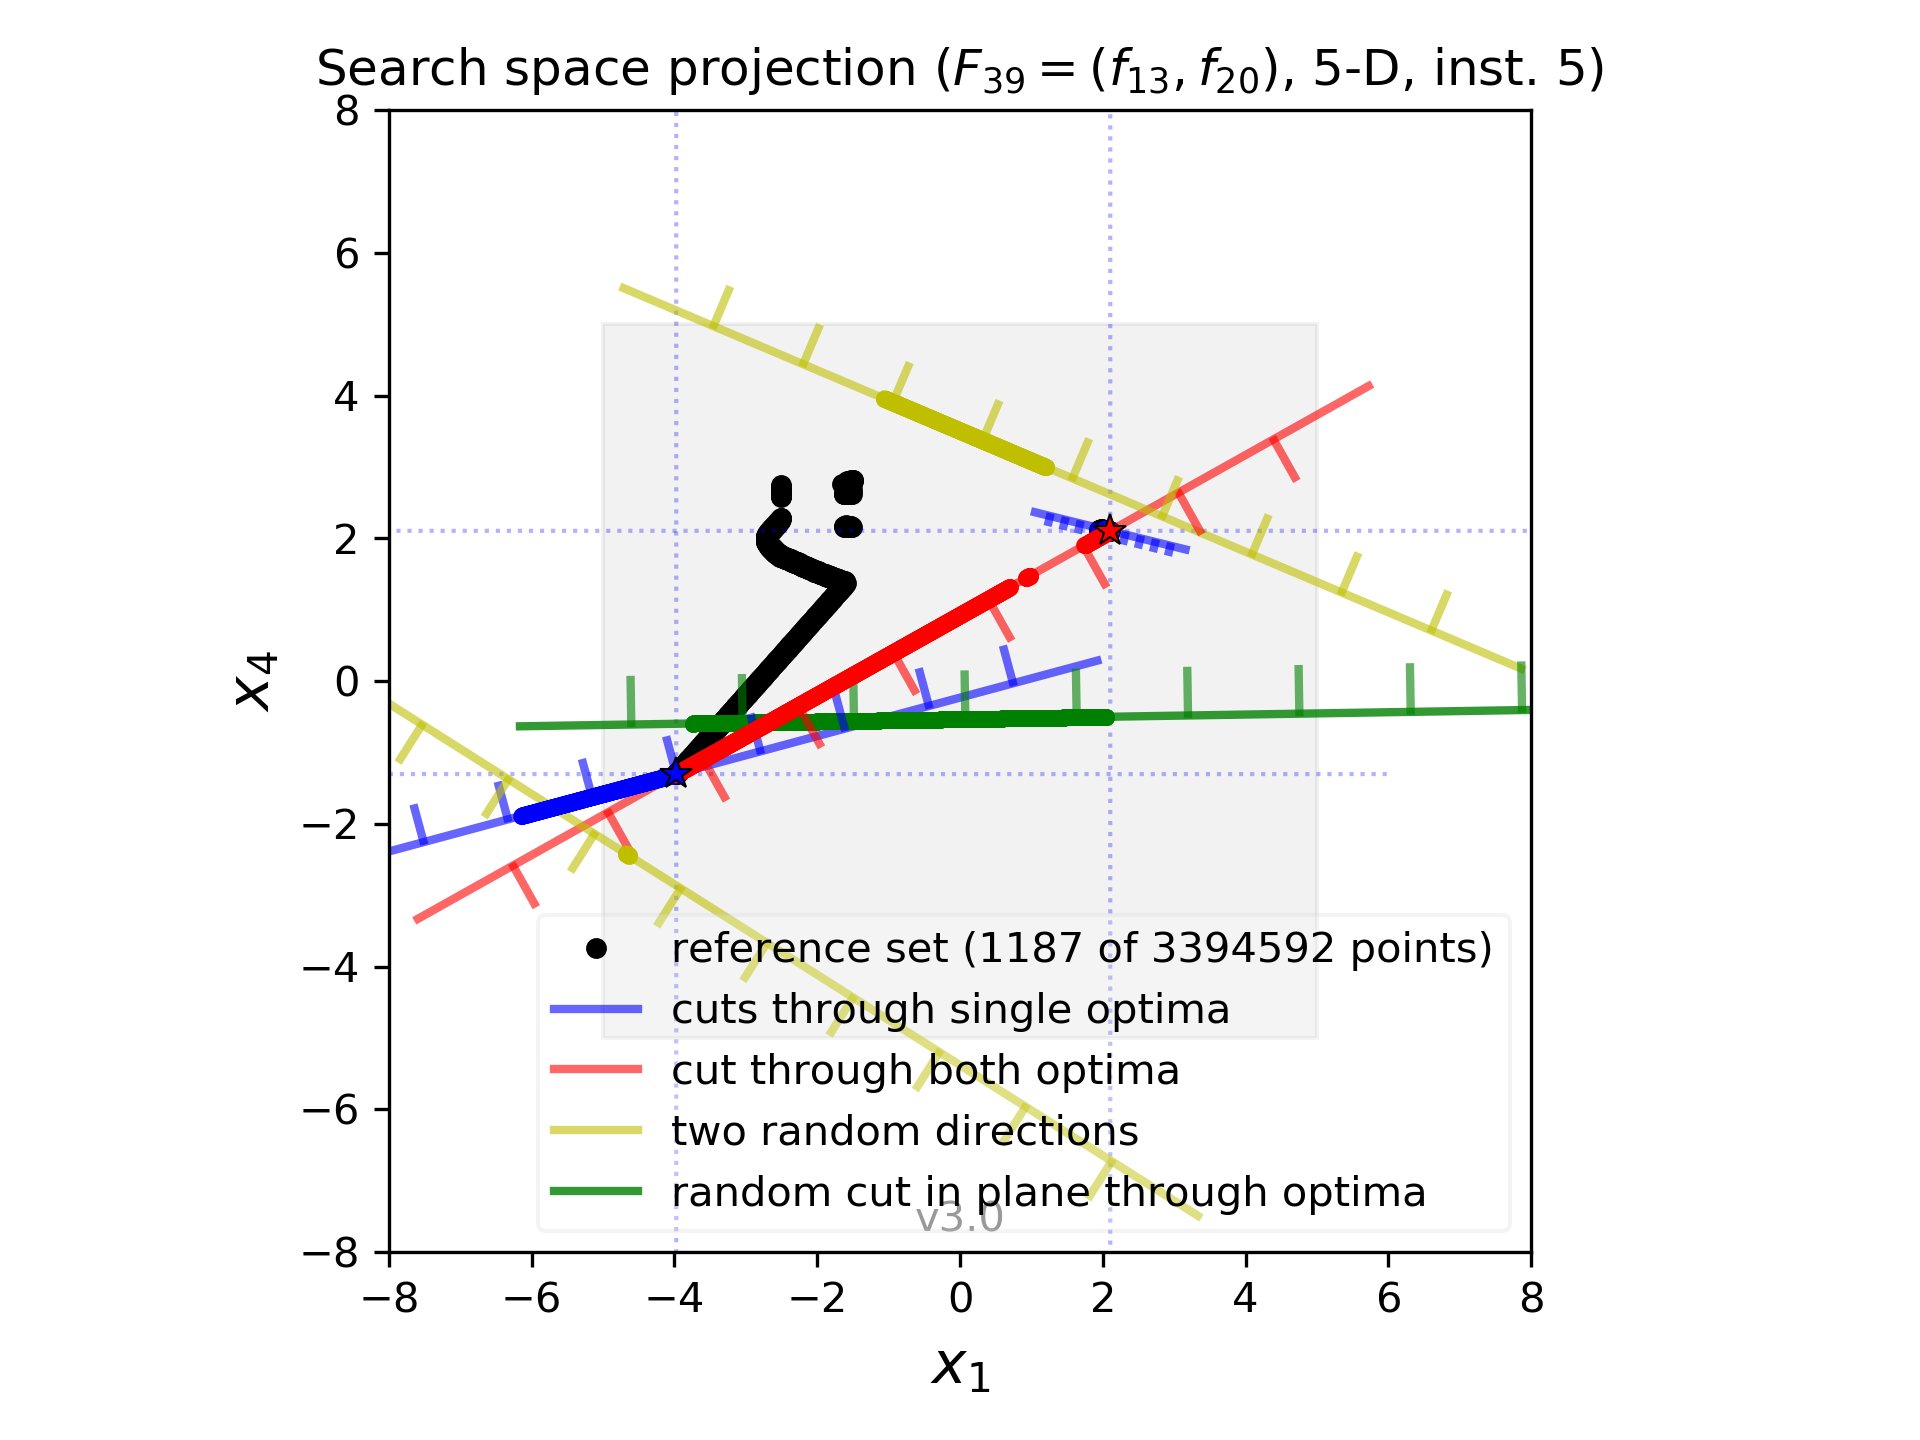 Search space projection (F39 = (f13, f20), 5-D, inst. 5)
8
6
4
2
0
−2
−4
−6
−8
x4
reference set (1187 of 3394592 points)
cuts through single optima
cut through both optima
two random directions
random cut in plane through optima
v3.0
−8 −6 −4 −2 0 2 4 6 8
x1